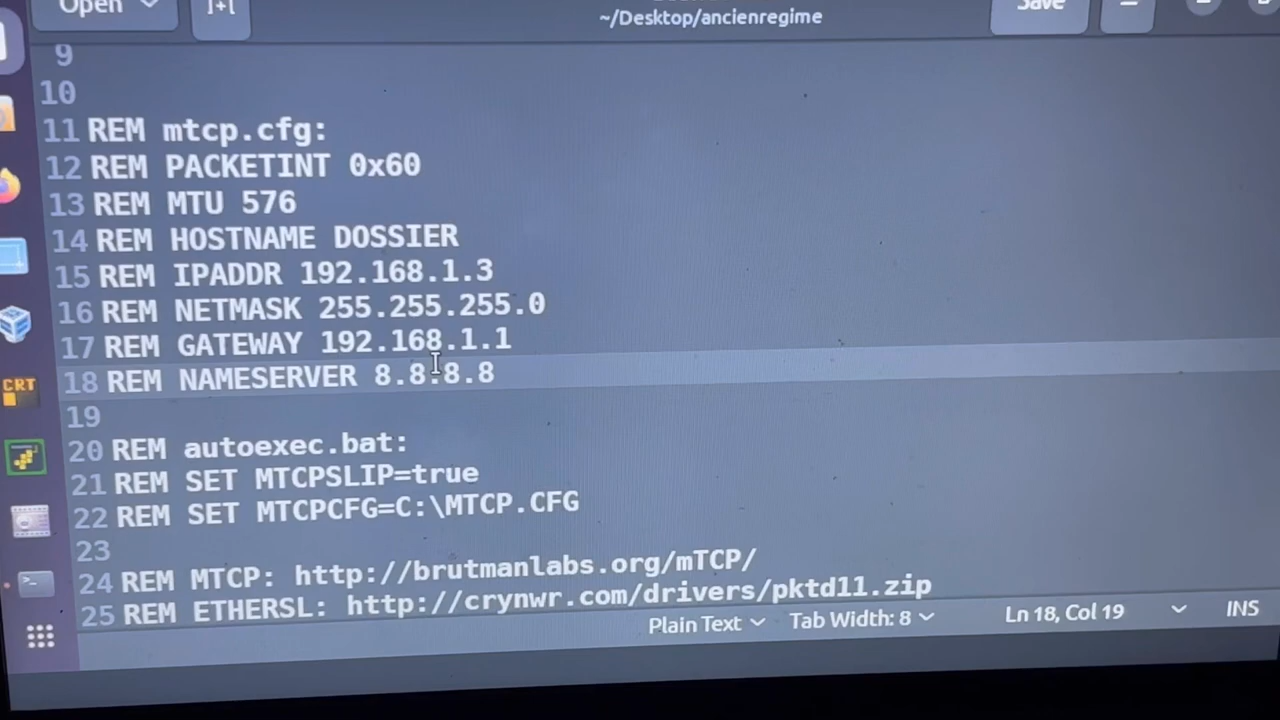 Open
Save
~/Desktop/ancienregime
9
10
11 REM mtcp.cfg:
12 REM PACKETINT 0x60
13 REM MTU 576
14 REM HOSTNAME DOSSIER
15 REM IPADDR 192.168.1.3
16 REM NETMASK 255.255.255.0
17 REM GATEWAY 192.168.1.1
18 REM NAMESERVER 8.8.8.8
19
20 REM autoexec.bat:
21 REM SET MTCPSLIP=true
22 REM SET MTCPCFG=C:\MTCP.CFG
23
24 REM MTCP: http://brutmanlabs.org/mTCP/
25 REM ETHERSL: http://crynwr.com/drivers/pktd11.zip
Plain Text Tab Width: 8 Ln 18, Col 19 INS
CRT